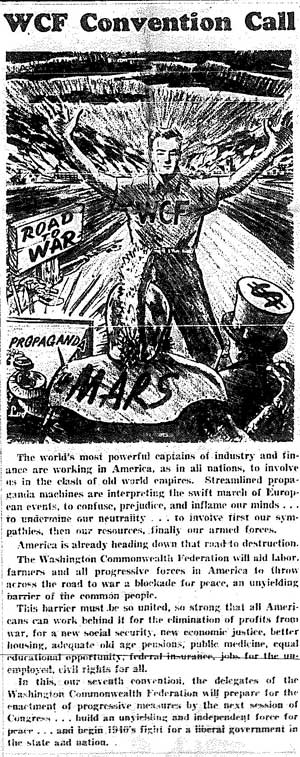 WCF Convention Call
WCF
ROAD
TO
WAR
$
PROPAGANDA
MARS
The world's most powerful captains of industry and fin-
ance are working in America, as in all nations, to involve
us in the clash of old world empires. Streamlined propa-
ganda machines are interpreting the swift march of Europ-
ean events, to confuse, prejudice, and inflame our minds . . .
to undermine our neutrality . . . to involve first our sym-
pathies, then our resources, finally our armed forces.
America is already heading down that road to destruction.
The Washington Commonwealth Federation will aid labor,
farmers and all progressive forces in America to throw
across the road to war a blockade for peace, an unyielding
barrier of the common people.
This barrier must be so united, so strong that all Ameri-
cans can work behind it for the elimination of profits from
war, for a new social security, new economic justice, better
housing, adequate old age pensions, public medicine, equal
educational opportunity, federal insurance, jobs for the un-
employed, civil rights for all.
In this, our seventh convention, the delegates of the
Washington Commonwealth Federation will prepare for the
enactment of progressive measures by the next session of
Congress . . . build an unyielding and independent force for
peace . . . and begin 1940's fight for a liberal government in
the state and nation.